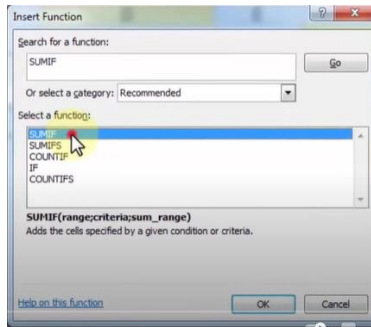 Insert Function
Search for a function:
SUMIF
Go
Or select a category: Recommended
Select a function:
SUMIF
SUMIFS
COUNTIF
IF
COUNTIFS
SUMIF(range;criteria;sum_range)
Adds the cells specified by a given condition or criteria.
Help on this function
OK
Cancel